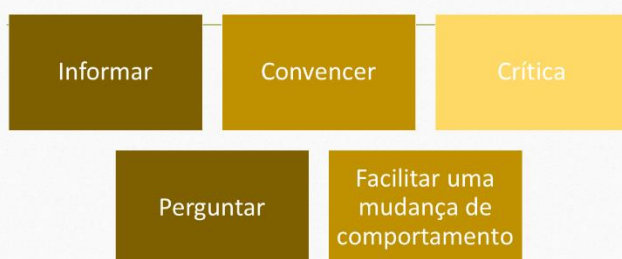 Informar
Convencer
Crítica
Perguntar
Facilitar uma
mudança de
comportamento